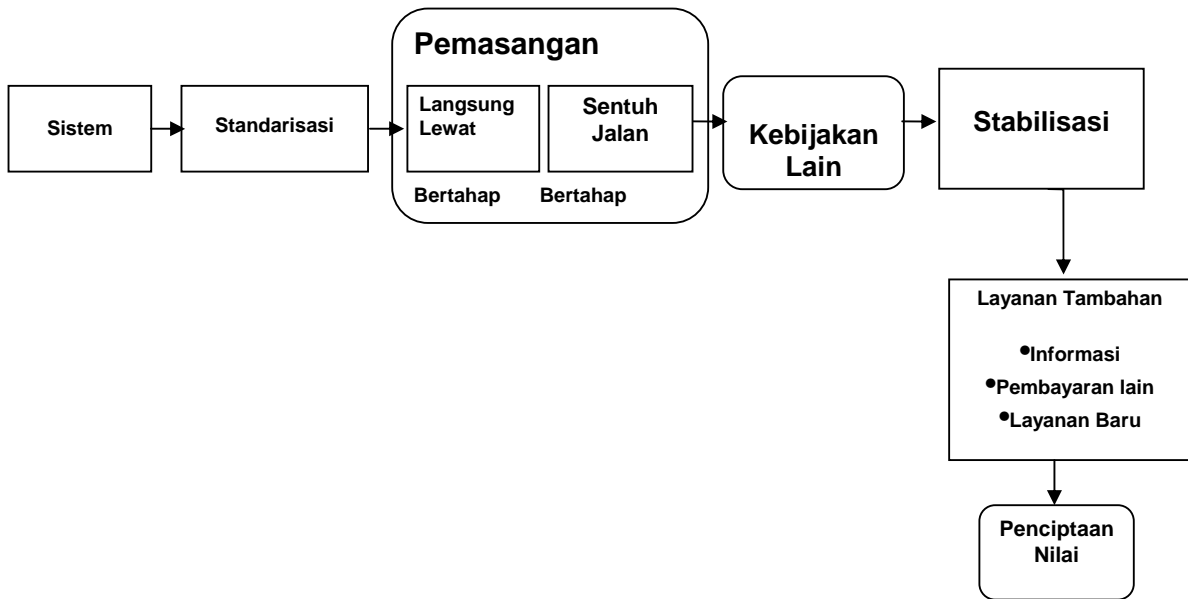 Sistem
Standarisasi
Pemasangan
Langsung
Lewat
Sentuh
Jalan
Bertahap
Bertahap
Kebijakan
Lain
Stabilisasi
Layanan Tambahan
•Informasi
•Pembayaran lain
•Layanan Baru
Penciptaan
Nilai